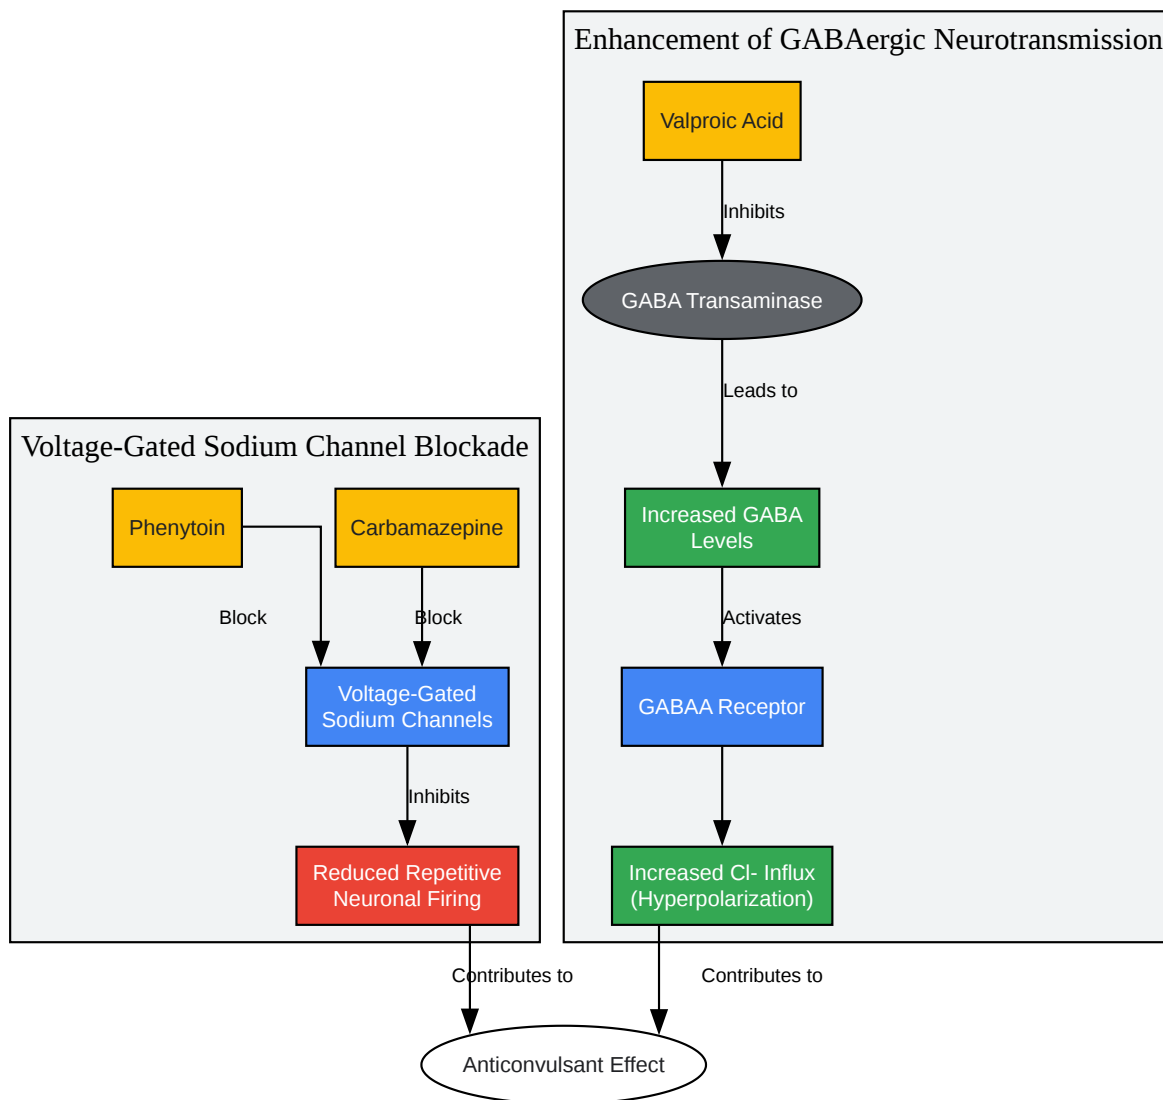 Enhancement of GABAergic Neurotransmission
Valproic Acid
Inhibits
GABA Transaminase
Leads to
Increased GABA
Levels
Activates
GABAA Receptor
Increased Cl- Influx
(Hyperpolarization)
Contributes to
Voltage-Gated Sodium Channel Blockade
Phenytoin
Carbamazepine
Block
Block
Voltage-Gated
Sodium Channels
Inhibits
Reduced Repetitive
Neuronal Firing
Contributes to
Anticonvulsant Effect